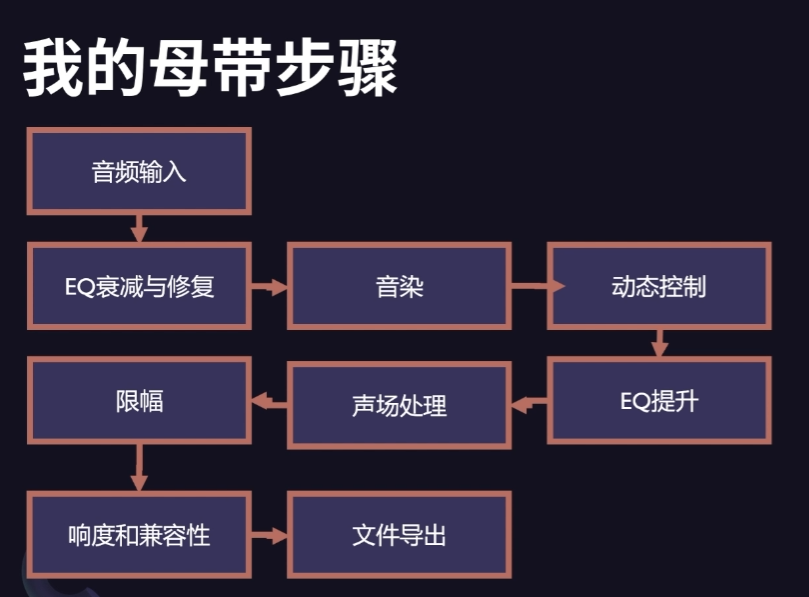 我的母带步骤
音频输入
EQ衰减与修复
音染
动态控制
EQ提升
声场处理
限幅
响度和兼容性
文件导出